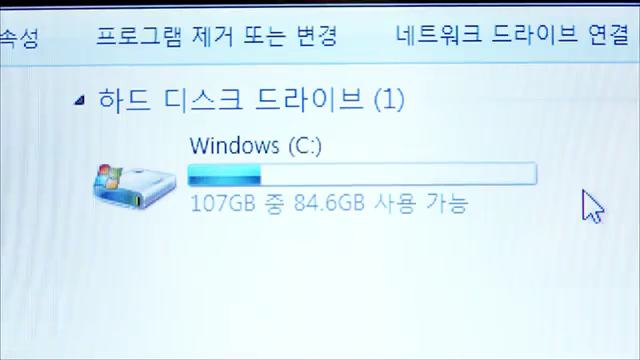 속성 프로그램 제거 또는 변경 네트워크 드라이브 연결
하드 디스크 드라이브 (1)
Windows (C:)
107GB 중 84.6GB 사용 가능